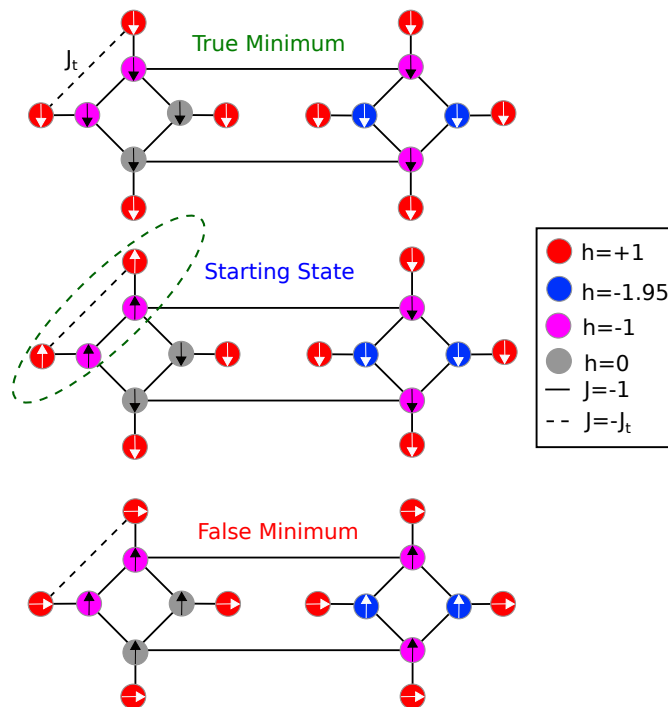 True Minimum
Jₜ
Starting State
h=+1
h=-1.95
h=-1
h=0
J=-1
J=-Jₜ
False Minimum